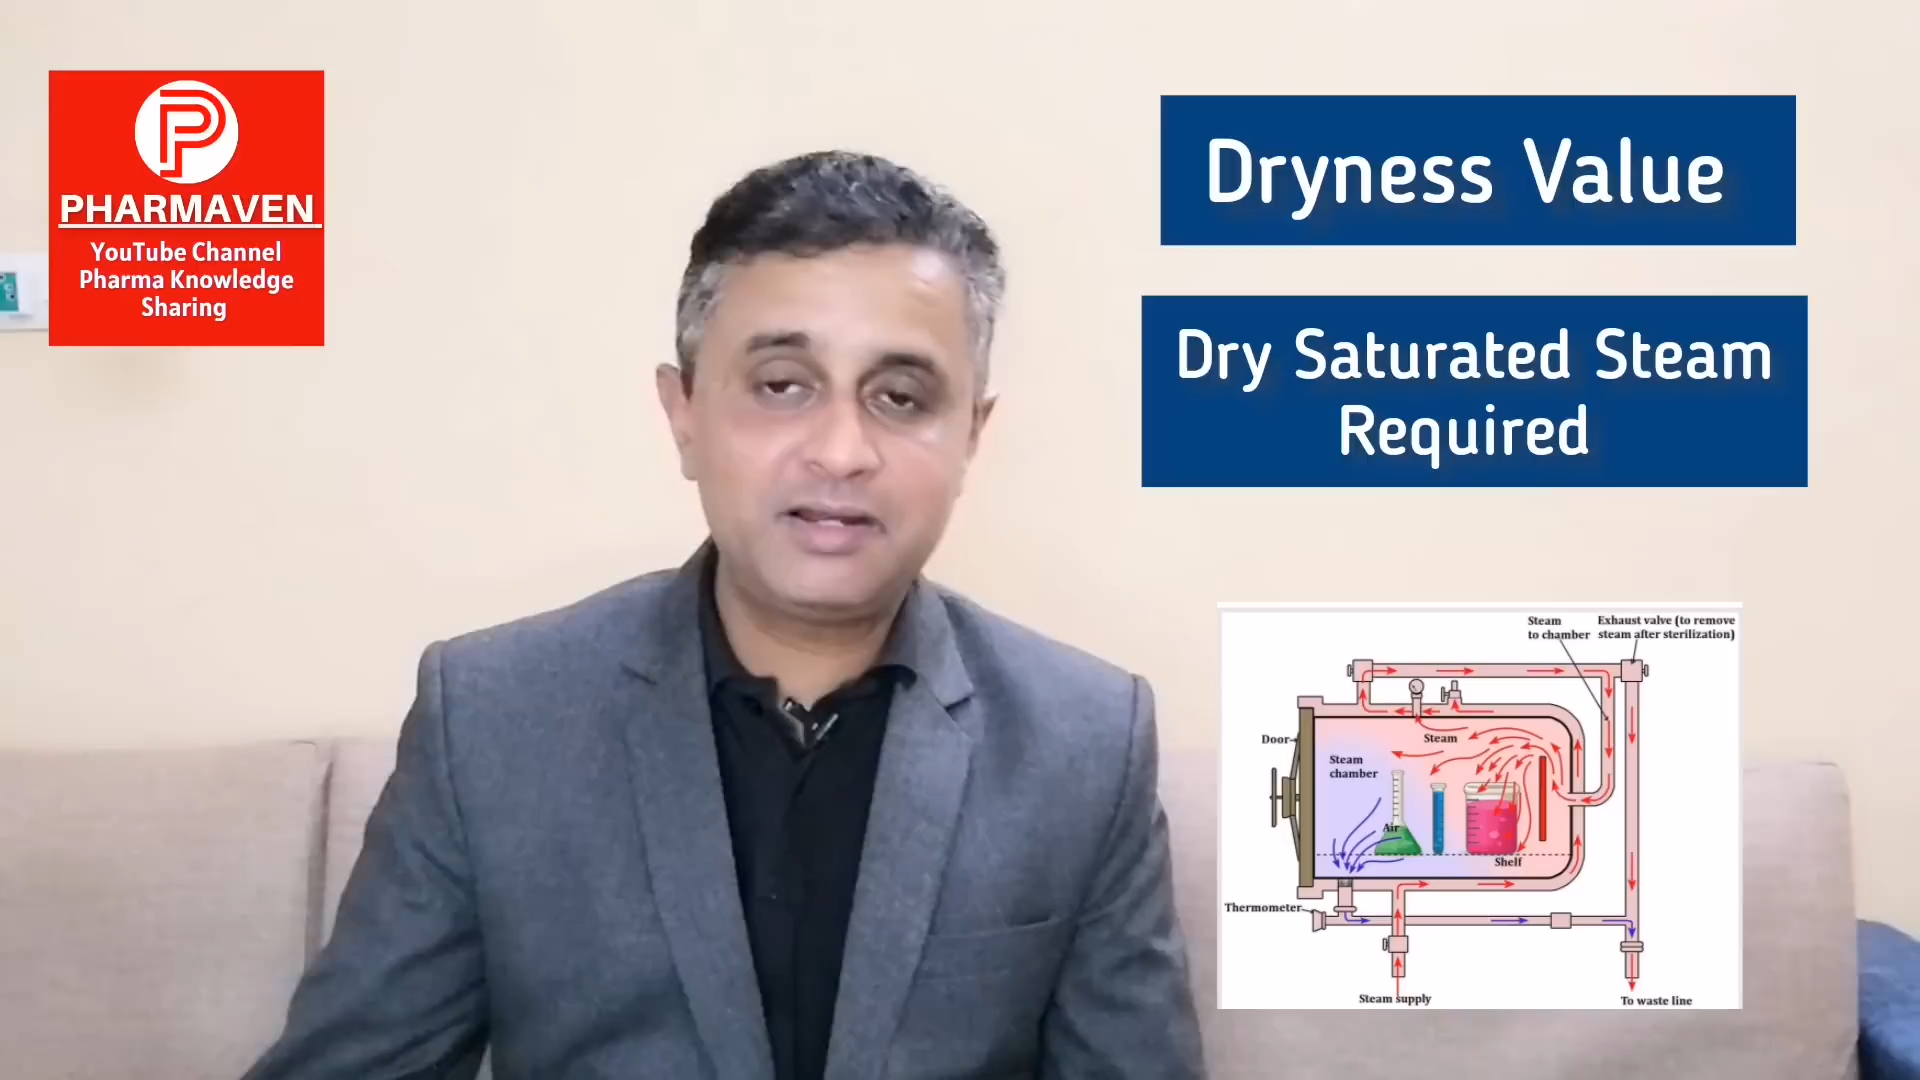 P
PHARMAVEN
YouTube Channel
Pharma Knowledge
Sharing
Dryness Value
Dry Saturated Steam
Required
Steam
to chamber
Exhaust valve (to remove
steam after sterilization)
Door
Steam
Steam
chamber
Air
Shelf
Thermometer
Steam supply
To waste line